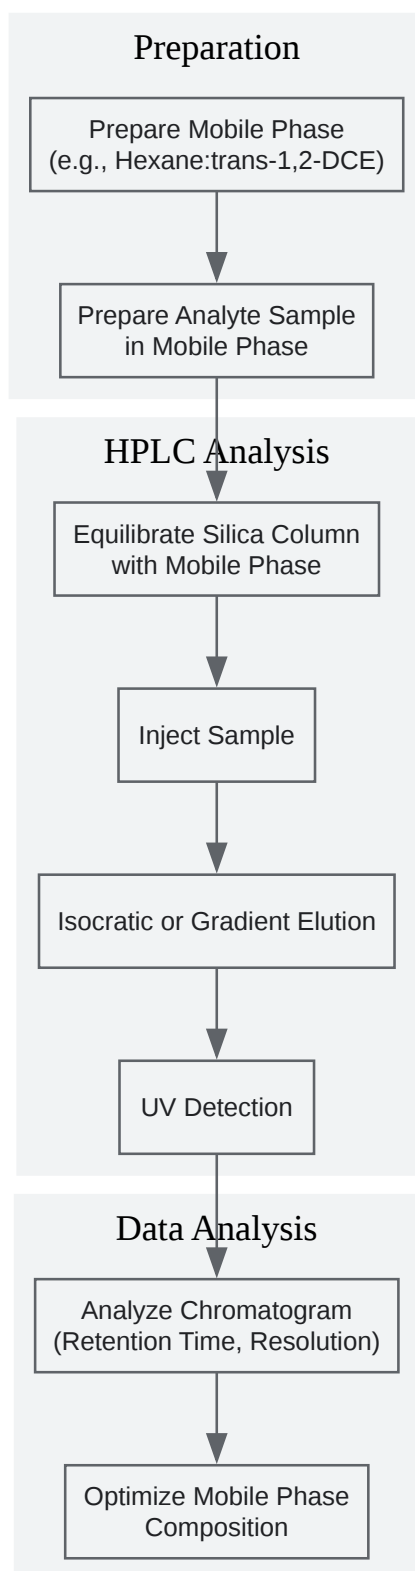 Preparation
Prepare Mobile Phase
(e.g., Hexane:trans-1,2-DCE)
Prepare Analyte Sample
in Mobile Phase
HPLC Analysis
Equilibrate Silica Column
with Mobile Phase
Inject Sample
Isocratic or Gradient Elution
UV Detection
Data Analysis
Analyze Chromatogram
(Retention Time, Resolution)
Optimize Mobile Phase
Composition